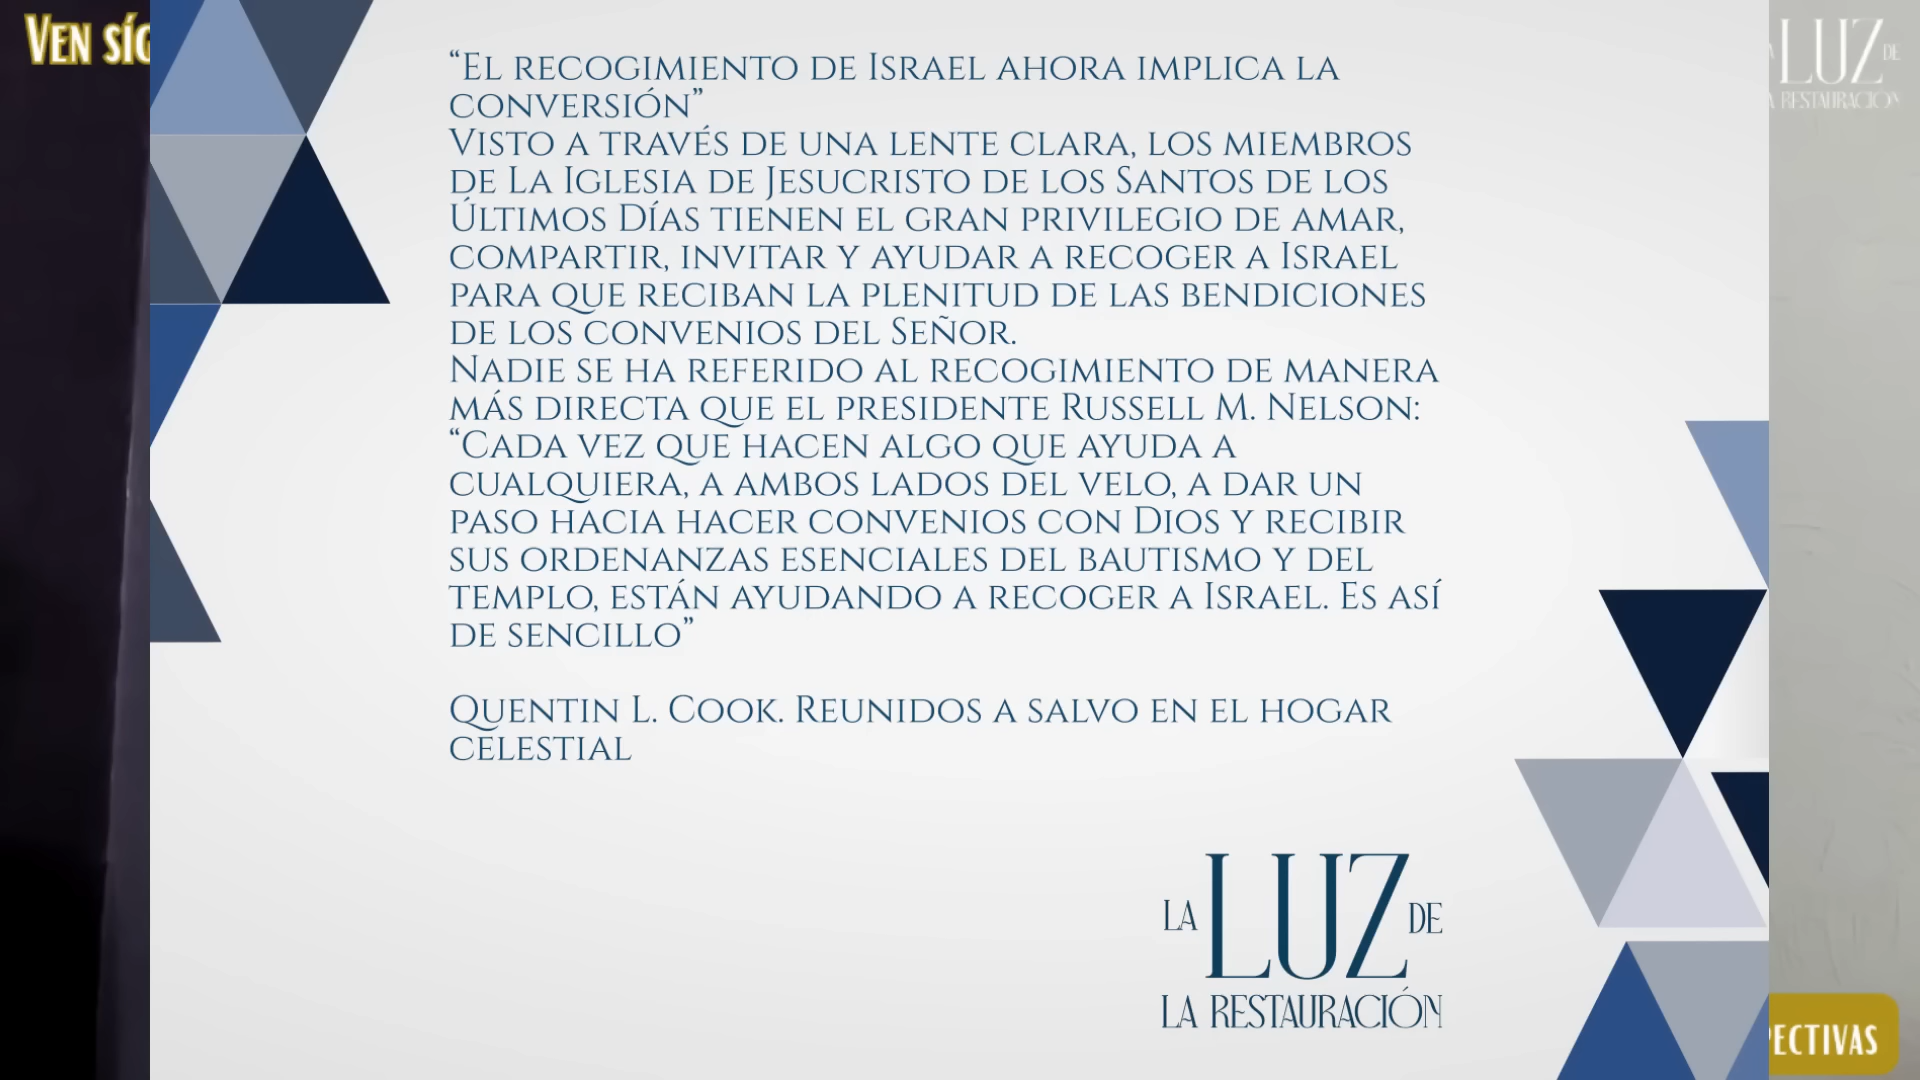 Ven síg
“El recogimiento de Israel ahora implica la
conversión”
Visto a través de una lente clara, los miembros
de La Iglesia de Jesucristo de los Santos de los
Últimos Días tienen el gran privilegio de amar,
compartir, invitar y ayudar a recoger a Israel
para que reciban la plenitud de las bendiciones
de los convenios del Señor.
Nadie se ha referido al recogimiento de manera
más directa que el presidente Russell M. Nelson:
“Cada vez que hacen algo que ayuda a
cualquiera, a ambos lados del velo, a dar un
paso hacia hacer convenios con Dios y recibir
sus ordenanzas esenciales del bautismo y del
templo, están ayudando a recoger a Israel. Es así
de sencillo”
Quentin L. Cook. Reunidos a salvo en el hogar
celestial
LA LUZ DE
LA RESTAURACIÓN
LUZ DE
A RESTAURACIÓN
PECTIVAS